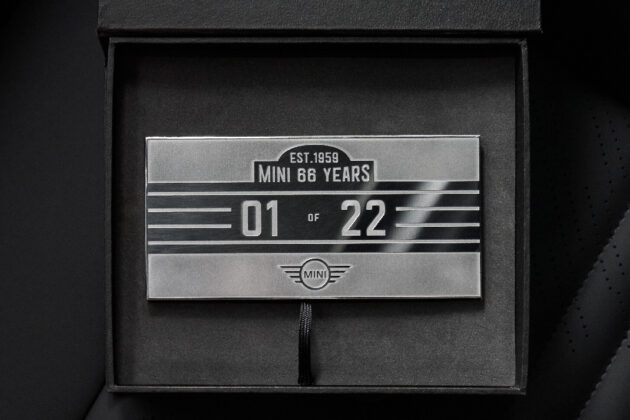 EST.1959
MINI 66 YEARS
01 OF 22
MINI